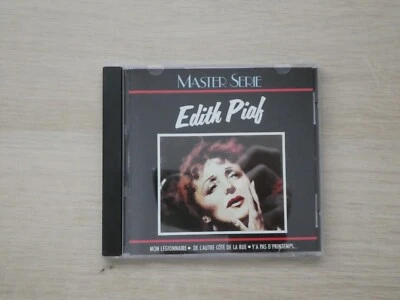 MASTER SERIE
Edith Piaf
MON LÉGIONNAIRE • DE L'AUTRE CÔTÉ DE LA RUE • Y'A PAS D'PRINTEMPS...